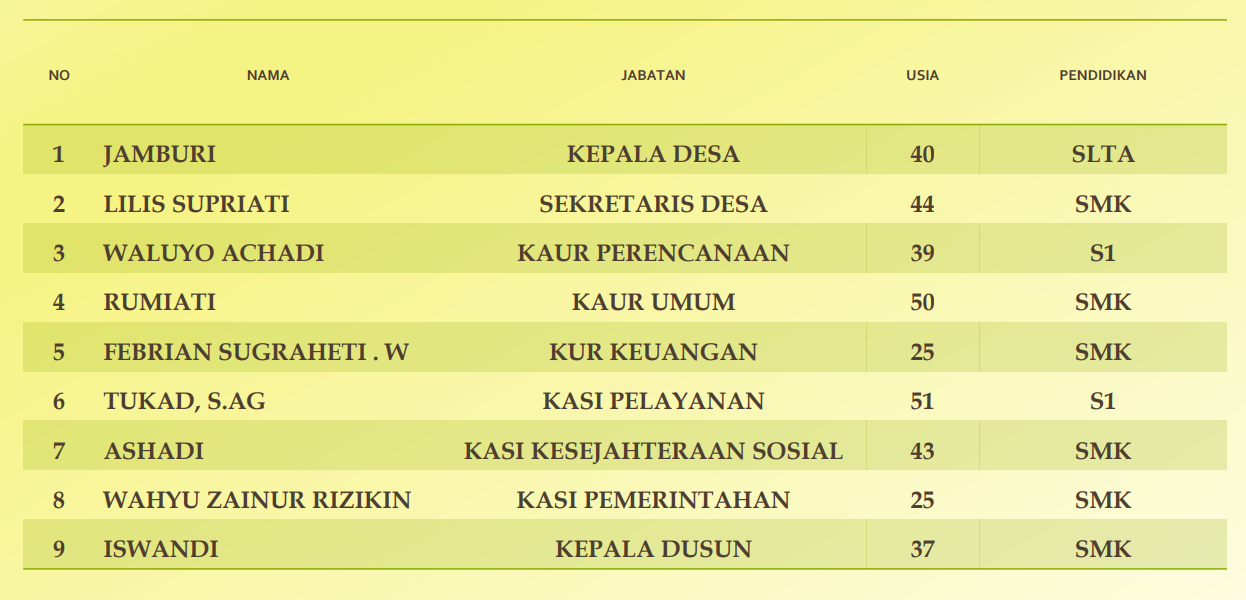 NO NAMA JABATAN USIA PENDIDIKAN
1 JAMBURI KEPALA DESA 40 SLTA
2 LILIS SUPRIATI SEKRETARIS DESA 44 SMK
3 WALUYO ACHADI KAUR PERENCANAAN 39 S1
4 RUMIATI KAUR UMUM 50 SMK
5 FEBRIAN SUGRAHETI . W KUR KEUANGAN 25 SMK
6 TUKAD, S.AG KASI PELAYANAN 51 S1
7 ASHADI KASI KESEJAHTERAAN SOSIAL 43 SMK
8 WAHYU ZAINUR RIZIKIN KASI PEMERINTAHAN 25 SMK
9 ISWANDI KEPALA DUSUN 37 SMK